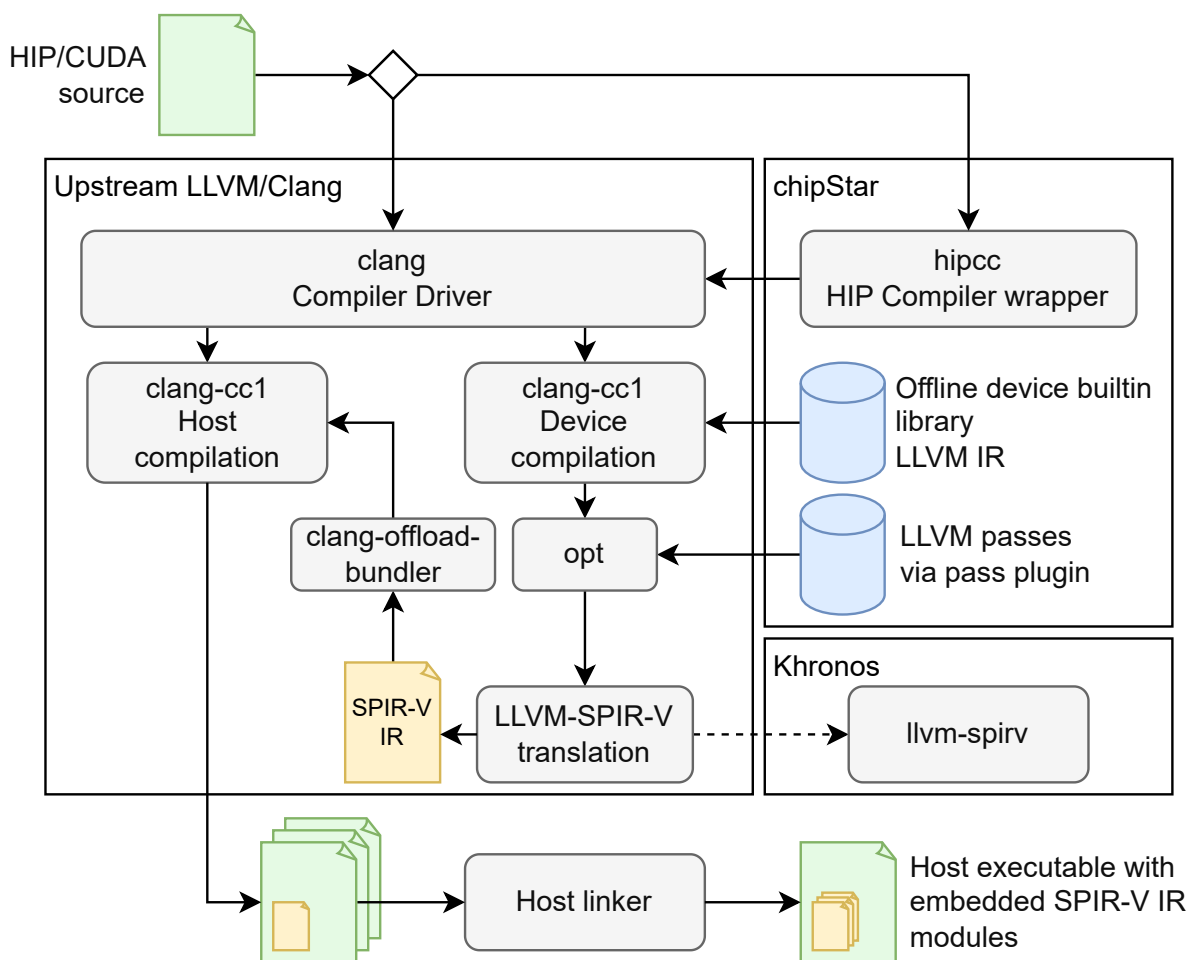 HIP/CUDA
source
Upstream LLVM/Clang
chipStar
clang
Compiler Driver
hipcc
HIP Compiler wrapper
clang-cc1
Host
compilation
clang-cc1
Device
compilation
Offline device builtin
library
LLVM IR
clang-offload-
bundler
opt
LLVM passes
via pass plugin
Khronos
SPIR-V
IR
LLVM-SPIR-V
translation
llvm-spirv
Host linker
Host executable with
embedded SPIR-V IR
modules